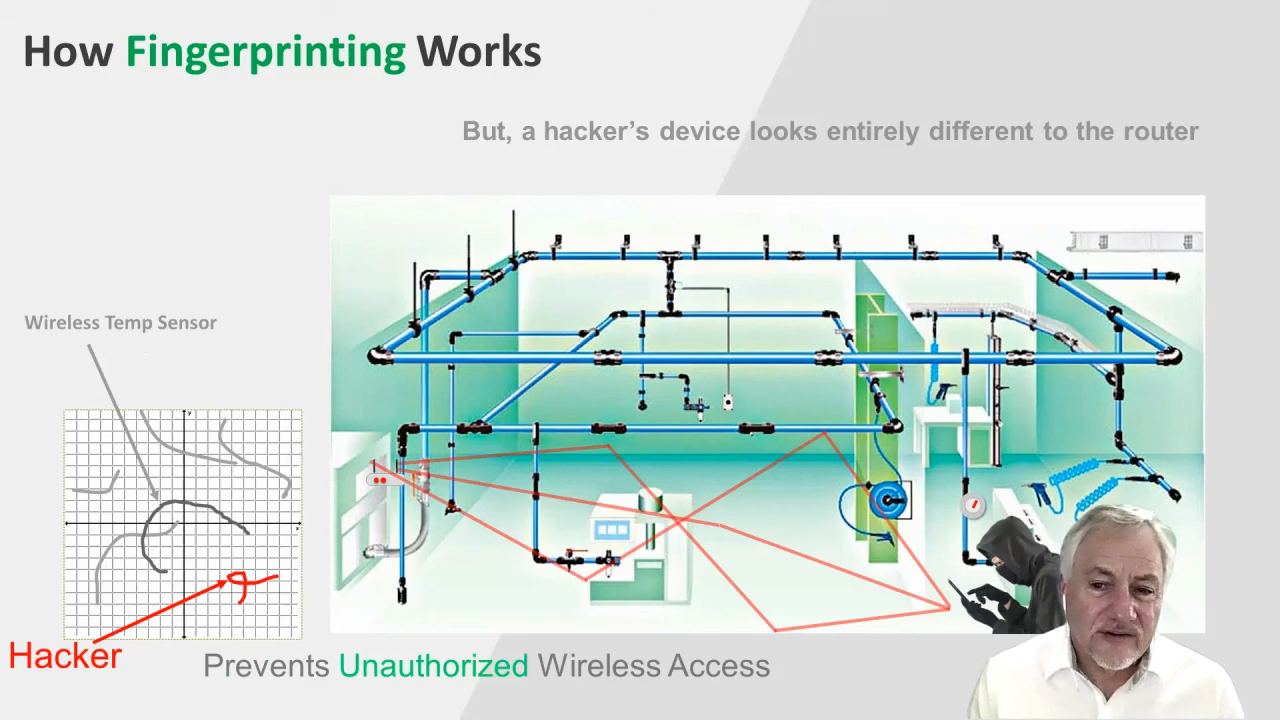 How Fingerprinting Works
But, a hacker's device looks entirely different to the router
Wireless Temp Sensor
y
x
Hacker
Prevents Unauthorized Wireless Access